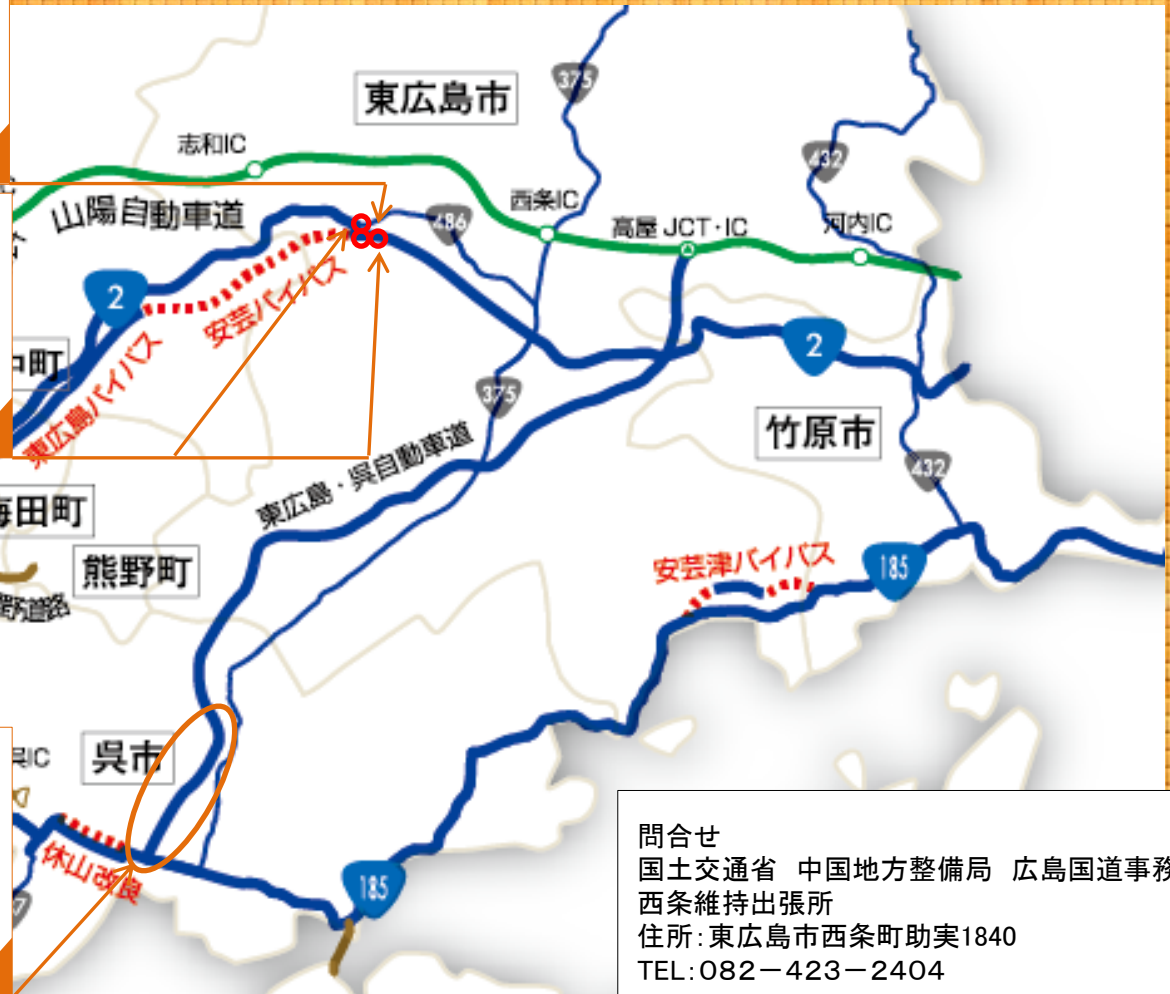 東広島市
375
志和IC
432
山陽自動車道
486
西条IC
高屋 JCT・IC
河内IC
2
安芸バイパス
2
中町
東広島バイパス
375
竹原市
東広島・呉自動車道
432
海田町
熊野町
安芸津バイパス
185
野道路
呉IC
呉市
休山改良
185
7
問合せ
国土交通省 中国地方整備局 広島国道事務
西条維持出張所
住所:東広島市西条町助実1840
TEL:082-423-2404